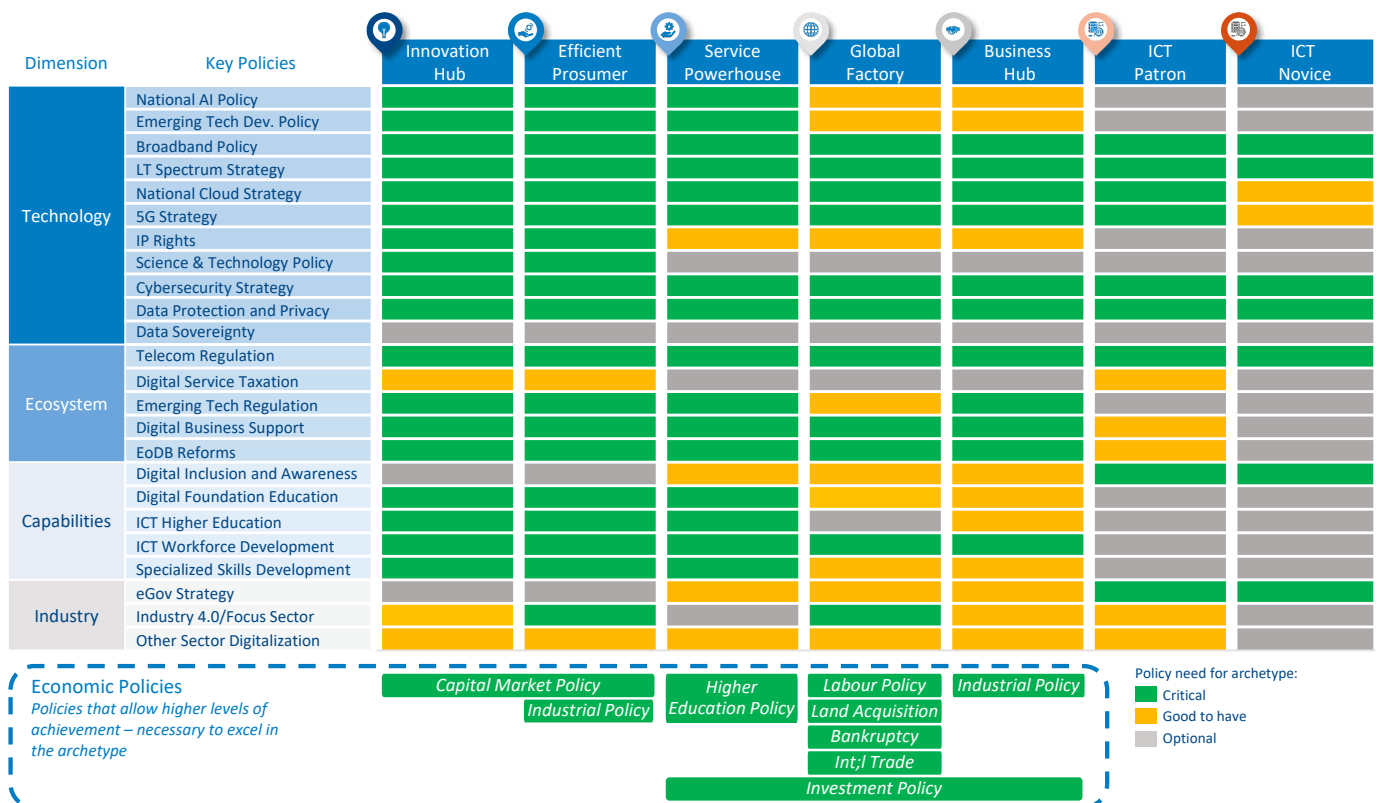 Dimension
Key Policies
Innovation
Hub
Efficient
Prosumer
Service
Powerhouse
Global
Factory
Business
Hub
ICT
Patron
ICT
Novice
Technology
National AI Policy
Emerging Tech Dev. Policy
Broadband Policy
LT Spectrum Strategy
National Cloud Strategy
5G Strategy
IP Rights
Science & Technology Policy
Cybersecurity Strategy
Data Protection and Privacy
Data Sovereignty
Ecosystem
Telecom Regulation
Digital Service Taxation
Emerging Tech Regulation
Digital Business Support
EoDB Reforms
Capabilities
Digital Inclusion and Awareness
Digital Foundation Education
ICT Higher Education
ICT Workforce Development
Specialized Skills Development
Industry
eGov Strategy
Industry 4.0/Focus Sector
Other Sector Digitalization
Economic Policies
Policies that allow higher levels of
achievement – necessary to excel in
the archetype
Capital Market Policy
Industrial Policy
Higher
Education Policy
Labour Policy
Land Acquisition
Bankruptcy
Int;l Trade
Industrial Policy
Investment Policy
Policy need for archetype:
Critical
Good to have
Optional